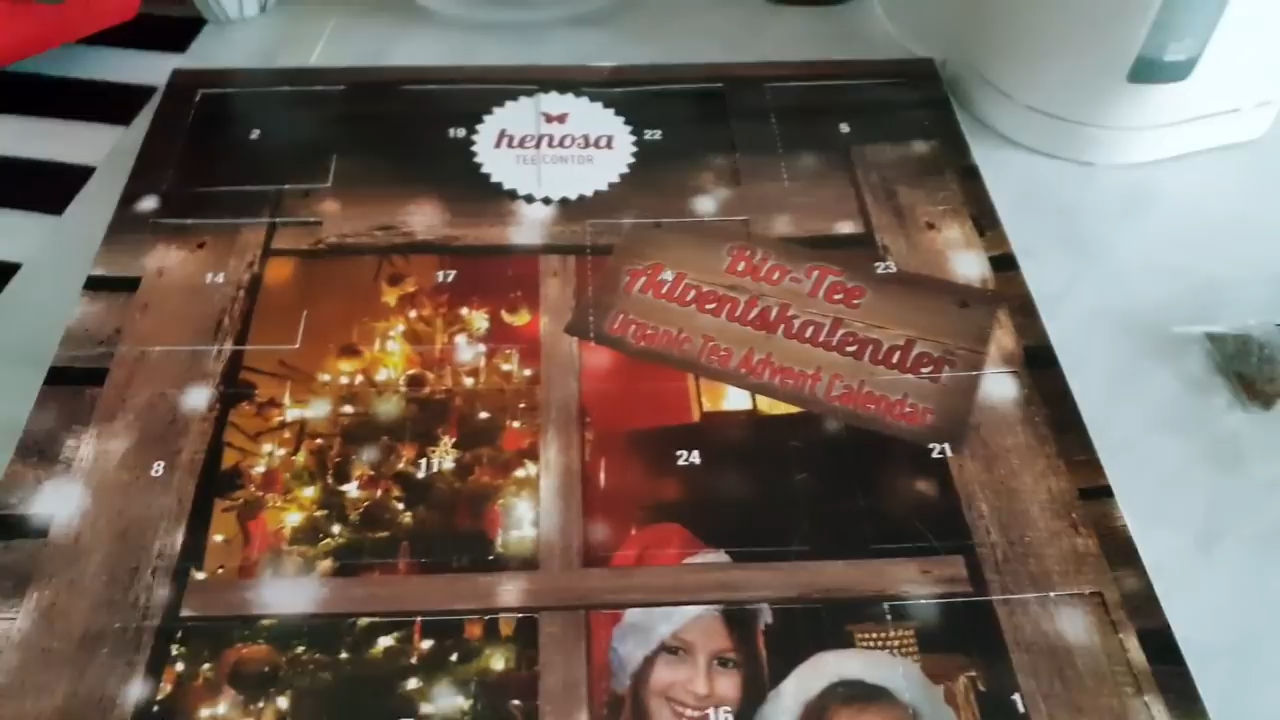 2
19
henosa
TEE CONTOR
22
5
14
17
4
23
Bio-Tee
Adventskalender
Organic Tea Advent Calendar
8
11
24
21
16